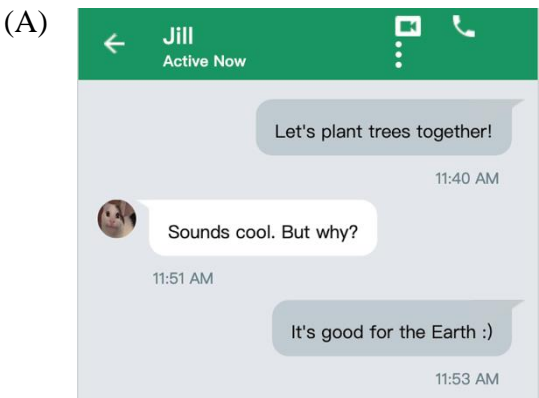 (A)
Jill
Active Now
Let's plant trees together!
11:40 AM
Sounds cool. But why?
11:51 AM
It's good for the Earth :)
11:53 AM